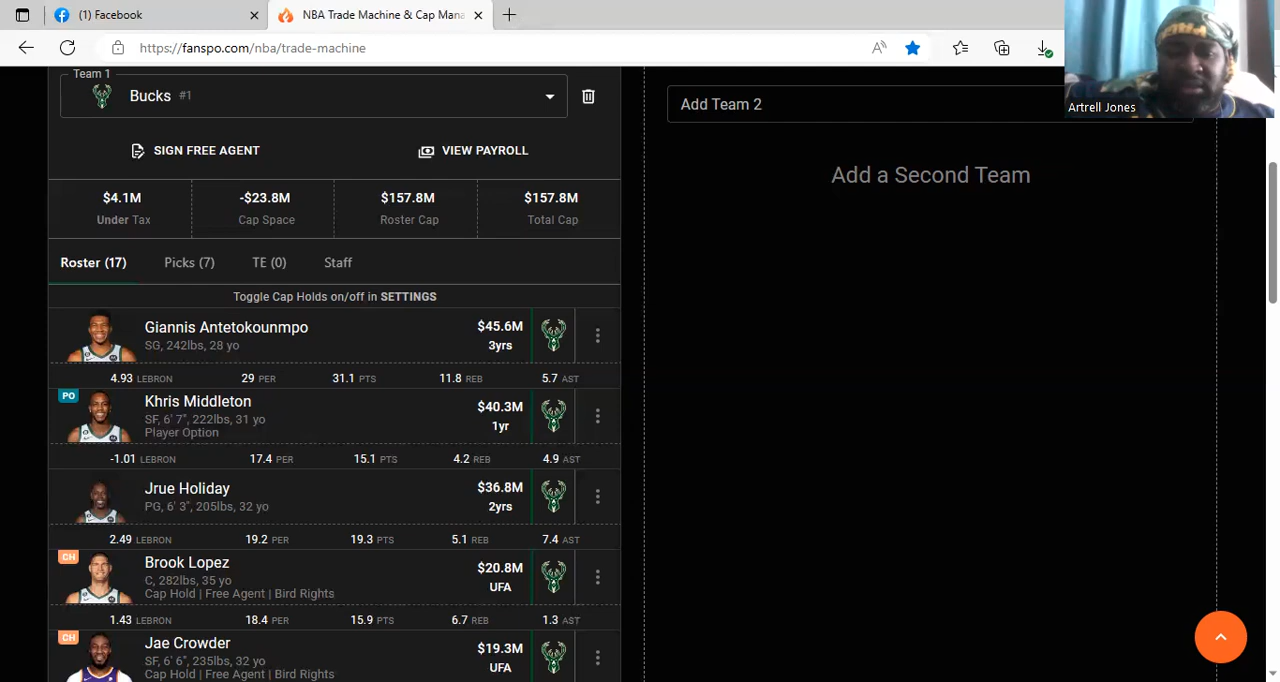 (1) Facebook
NBA Trade Machine & Cap Mana
https://fanspo.com/nba/trade-machine
Artrell Jones
Team 1
Bucks #1
Add Team 2
SIGN FREE AGENT
VIEW PAYROLL
Add a Second Team
$4.1M -$23.8M $157.8M $157.8M
Under Tax Cap Space Roster Cap Total Cap
Roster (17) Picks (7) TE (0) Staff
Toggle Cap Holds on/off in SETTINGS
Giannis Antetokounmpo $45.6M
SG, 242lbs, 28 yo 3yrs
4.93 LEBRON 29 PER 31.1 PTS 11.8 REB 5.7 AST
PO
Khris Middleton $40.3M
SF, 6' 7", 222lbs, 31 yo 1yr
Player Option
-1.01 LEBRON 17.4 PER 15.1 PTS 4.2 REB 4.9 AST
Jrue Holiday $36.8M
PG, 6' 3", 205lbs, 32 yo 2yrs
2.49 LEBRON 19.2 PER 19.3 PTS 5.1 REB 7.4 AST
CH
Brook Lopez $20.8M
C, 282lbs, 35 yo UFA
Cap Hold | Free Agent | Bird Rights
1.43 LEBRON 18.4 PER 15.9 PTS 6.7 REB 1.3 AST
CH
Jae Crowder $19.3M
SF, 6' 6", 235lbs, 32 yo UFA
Cap Hold | Free Agent | Bird Rights